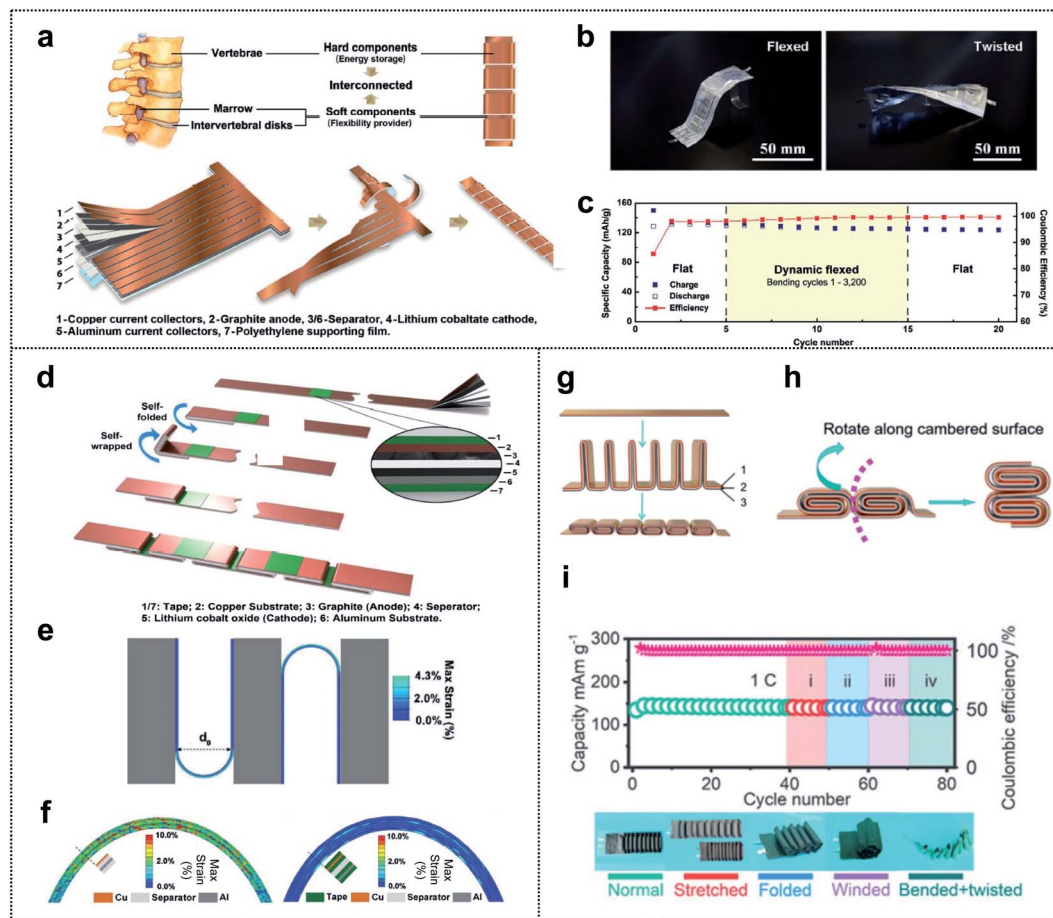 a
Vertebrae
Hard components
(Energy storage)
Interconnected
Marrow
Soft components
Intervertebral disks
(Flexibility provider)
1
2
3
4
5
6
7
1-Copper current collectors, 2-Graphite anode, 3/6-Separator, 4-Lithium cobaltate cathode,
5-Aluminum current collectors, 7-Polyethylene supporting film.
b
Flexed
50 mm
Twisted
50 mm
c
Specific Capacity (mAh/g)
160
120
80
40
0
Flat
Charge
Discharge
Efficiency
Dynamic flexed
Bending cycles 1 - 3,200
Flat
100
90
80
70
60
Coulombic Efficiency (%)
0
5
10
15
20
Cycle number
d
Self-
folded
Self-
wrapped
1
2
3
4
5
6
7
1/7: Tape; 2: Copper Substrate; 3: Graphite (Anode); 4: Seperator;
5: Lithium cobalt oxide (Cathode); 6: Aluminum Substrate.
e
d0
4.3%
2.0%
0.0%
Max Strain (%)
f
10.0%
2.0%
0.0%
Max Strain (%)
Cu
Separator
Al
10.0%
2.0%
0.0%
Max Strain (%)
Tape
Cu
Separator
Al
g
1
2
3
h
Rotate along cambered surface
i
Capacity mAm g-1
300
200
100
0
1 C
i
ii
iii
iv
100
50
0
Coulombic efficiency /%
0
20
40
60
80
Cycle number
Normal
Stretched
Folded
Winded
Bended+twisted